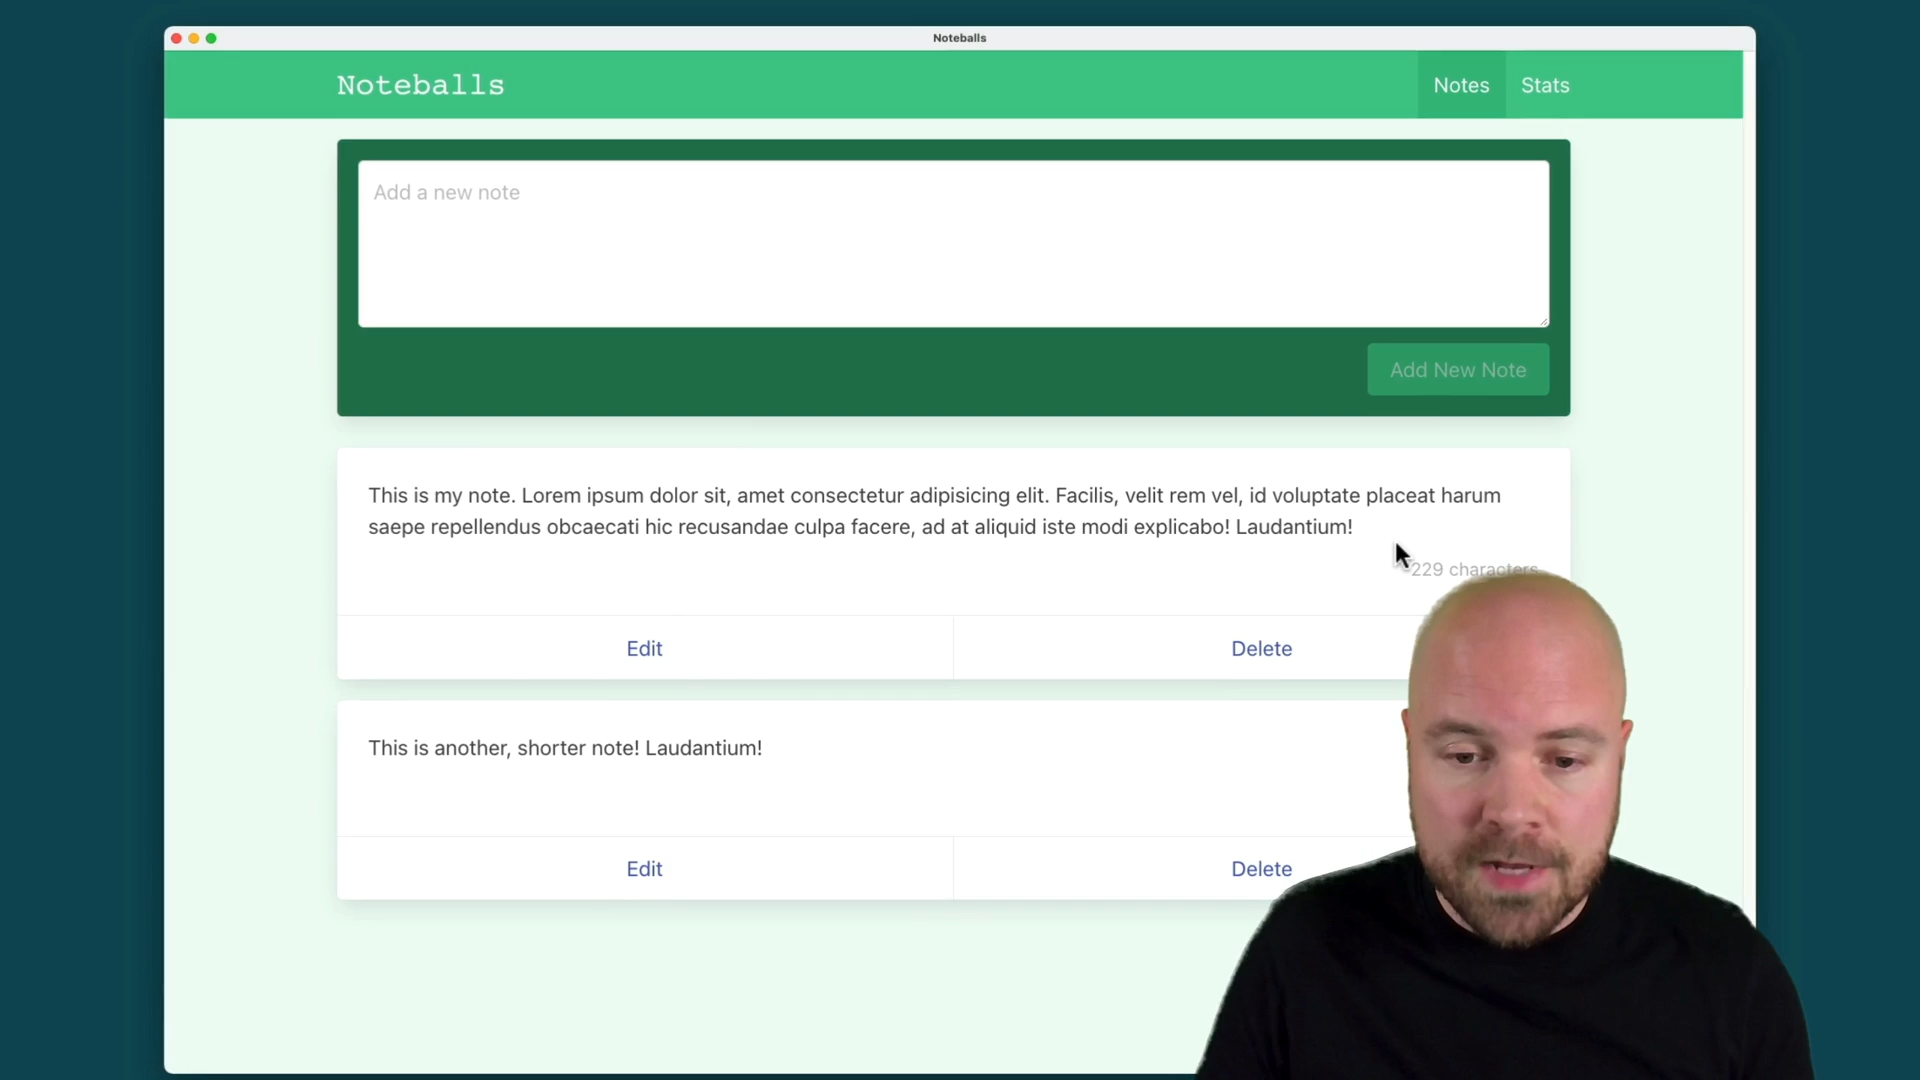 Noteballs
Noteballs
Notes
Stats
Add a new note
Add New Note
This is my note. Lorem ipsum dolor sit, amet consectetur adipisicing elit. Facilis, velit rem vel, id voluptate placeat harum
saepe repellendus obcaecati hic recusandae culpa facere, ad at aliquid iste modi explicabo! Laudantium!
229 characters
Edit
Delete
This is another, shorter note! Laudantium!
Edit
Delete